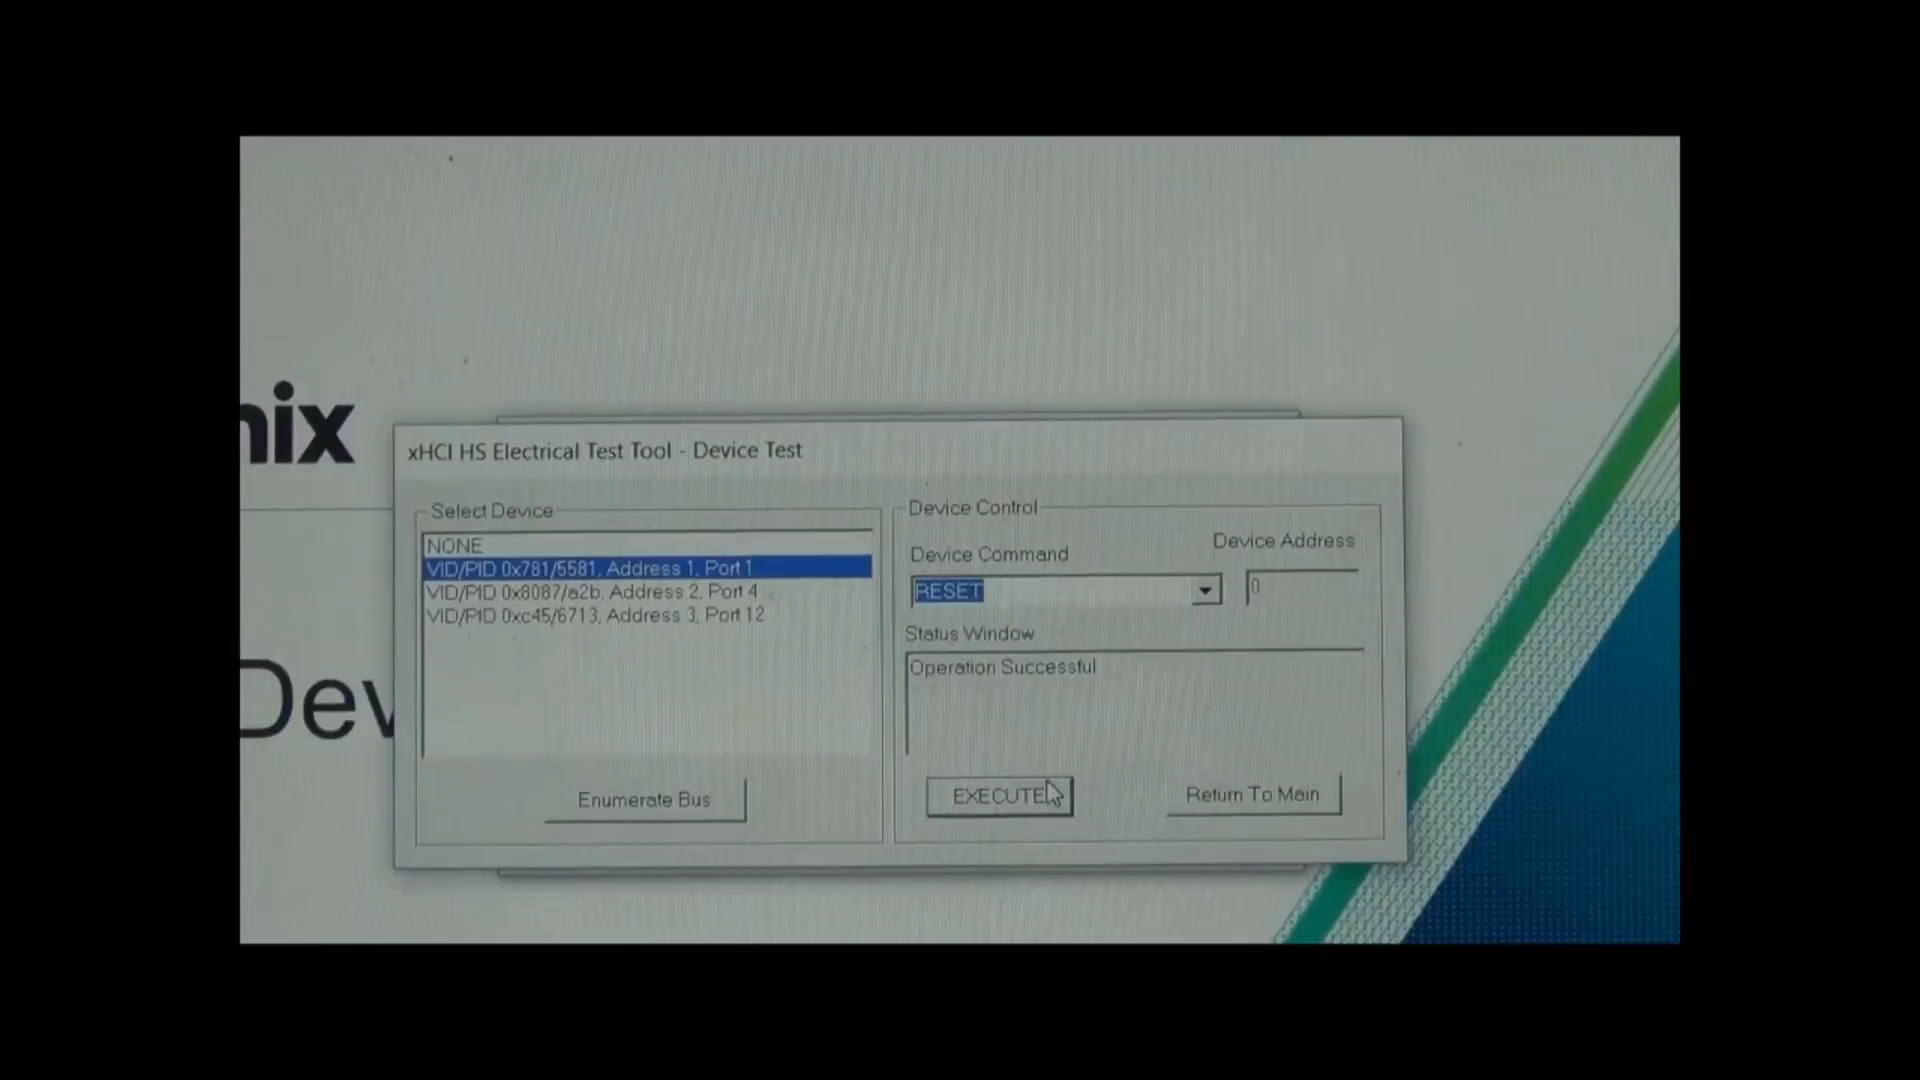 nix
Dev
xHCI HS Electrical Test Tool - Device Test
Select Device
NONE
VID/PID 0x781/5581, Address 1, Port 1
VID/PID 0x8087/a2b, Address 2, Port 4
VID/PID 0xc45/6713, Address 3, Port 12
Enumerate Bus
Device Control
Device Command
Device Address
RESET
0
Status Window
Operation Successful
EXECUTE
Return To Main